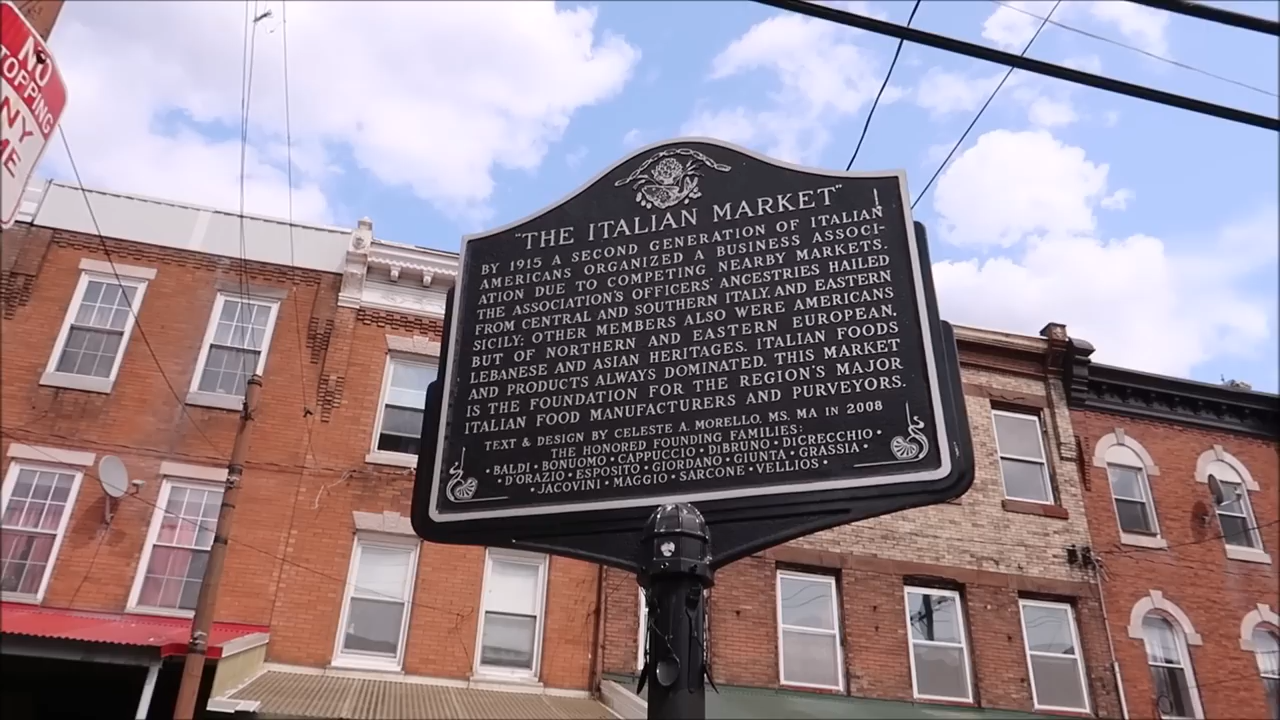 NO
STOPPING
ANY
"THE ITALIAN MARKET"
BY 1915 A SECOND GENERATION OF ITALIAN
AMERICANS ORGANIZED A BUSINESS ASSOCI-
ATION DUE TO COMPETING NEARBY MARKETS.
THE ASSOCIATION'S OFFICERS' ANCESTRIES HAILED
FROM CENTRAL AND SOUTHERN ITALY, AND EASTERN
SICILY; OTHER MEMBERS ALSO WERE AMERICANS
BUT OF NORTHERN AND EASTERN EUROPEAN,
LEBANESE AND ASIAN HERITAGES. ITALIAN FOODS
AND PRODUCTS ALWAYS DOMINATED. THIS MARKET
IS THE FOUNDATION FOR THE REGION'S MAJOR
ITALIAN FOOD MANUFACTURERS AND PURVEYORS.
TEXT & DESIGN BY CELESTE A. MORELLO, MS, MA IN 2008
THE HONORED FOUNDING FAMILIES:
• BALDI • BONUOMO • CAPPUCCIO • DIBRUNO • DICRECCHIO •
• D'ORAZIO • ESPOSITO • GIORDANO • GIUNTA • GRASSIA •
• JACOVINI • MAGGIO • SARCONE • VELLIOS •